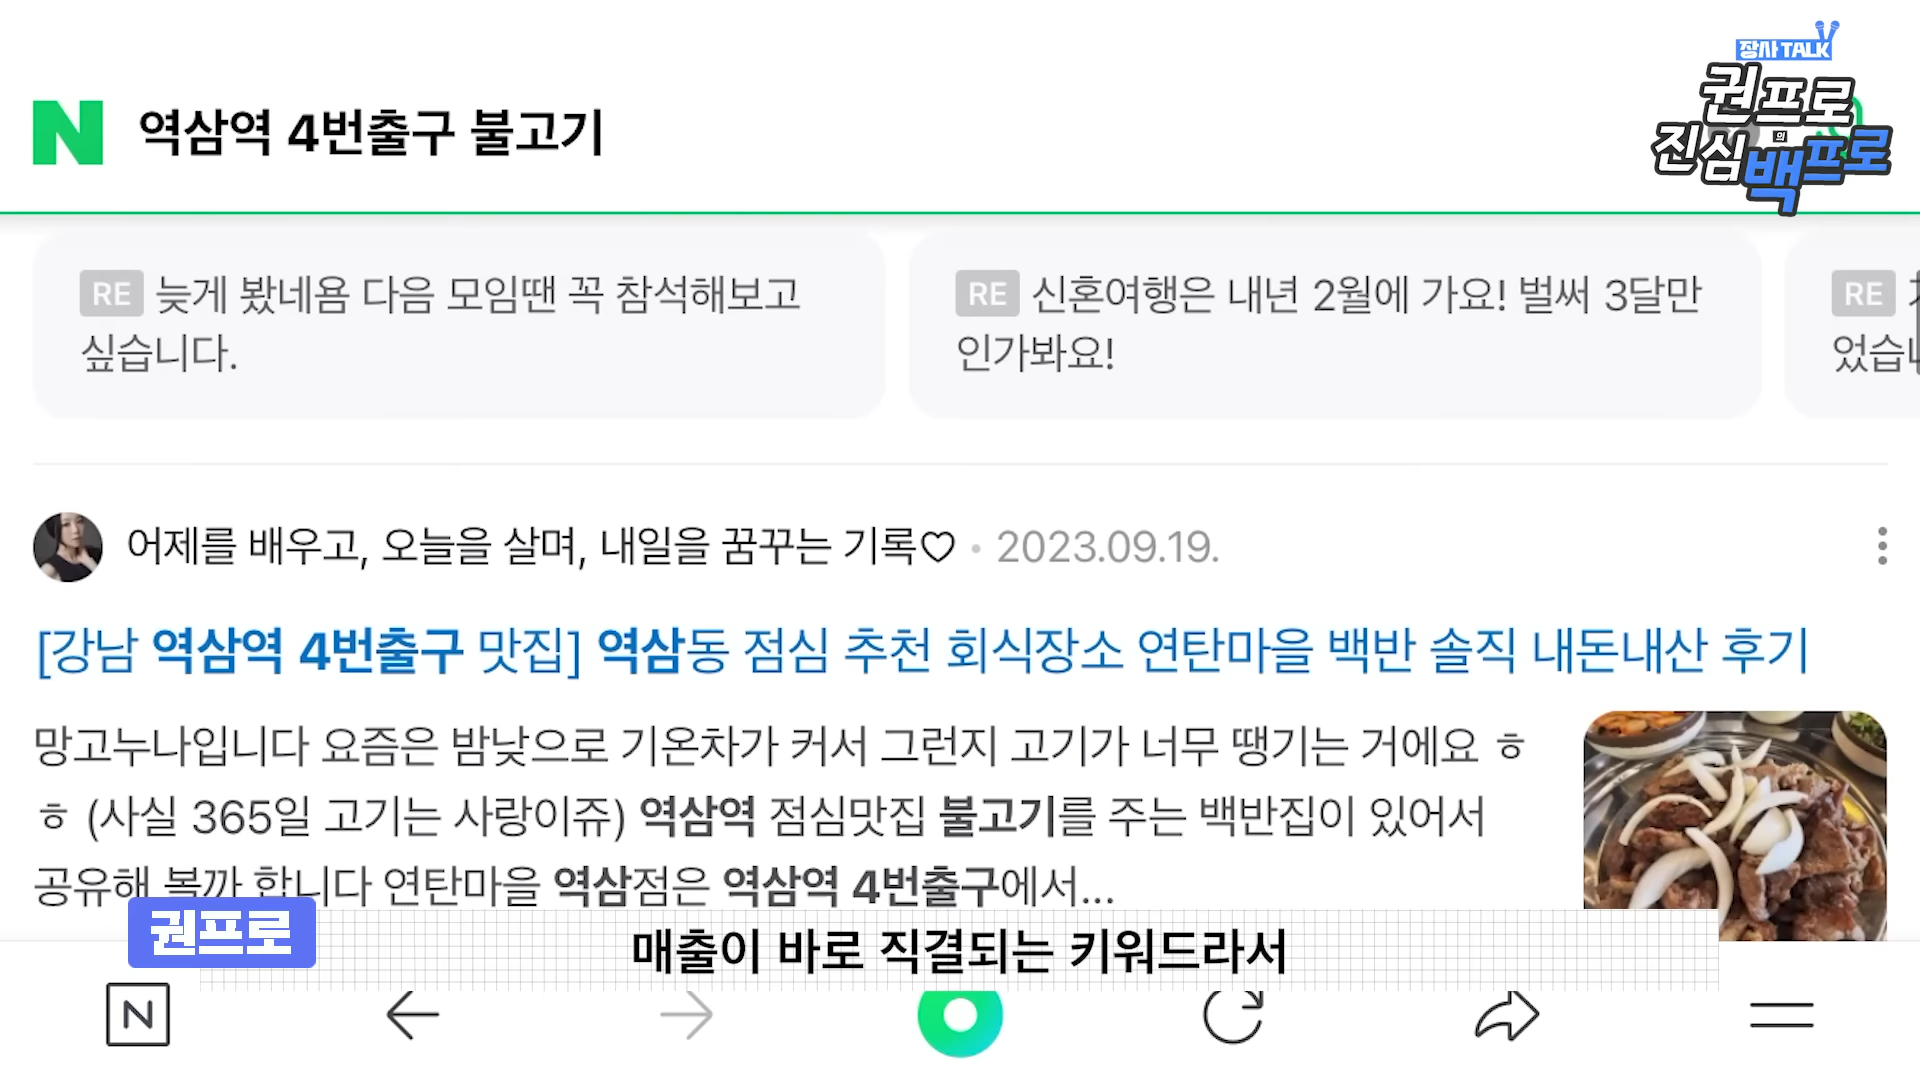 장사TALK
권프로의
진심백프로
N 역삼역 4번출구 불고기
RE 늦게 봤네욤 다음 모임땐 꼭 참석해보고
싶습니다.
RE 신혼여행은 내년 2월에 가요! 벌써 3달만
인가봐요!
RE
었습니
어제를 배우고, 오늘을 살며, 내일을 꿈꾸는 기록♡ • 2023.09.19.
[강남 역삼역 4번출구 맛집] 역삼동 점심 추천 회식장소 연탄마을 백반 솔직 내돈내산 후기
망고누나입니다 요즘은 밤낮으로 기온차가 커서 그런지 고기가 너무 땡기는 거에요 ㅎ
ㅎ (사실 365일 고기는 사랑이쥬) 역삼역 점심맛집 불고기를 주는 백반집이 있어서
공유해 볼까 합니다 연탄마을 역삼점은 역삼역 4번출구에서...
권프로
매출이 바로 직결되는 키워드라서
N